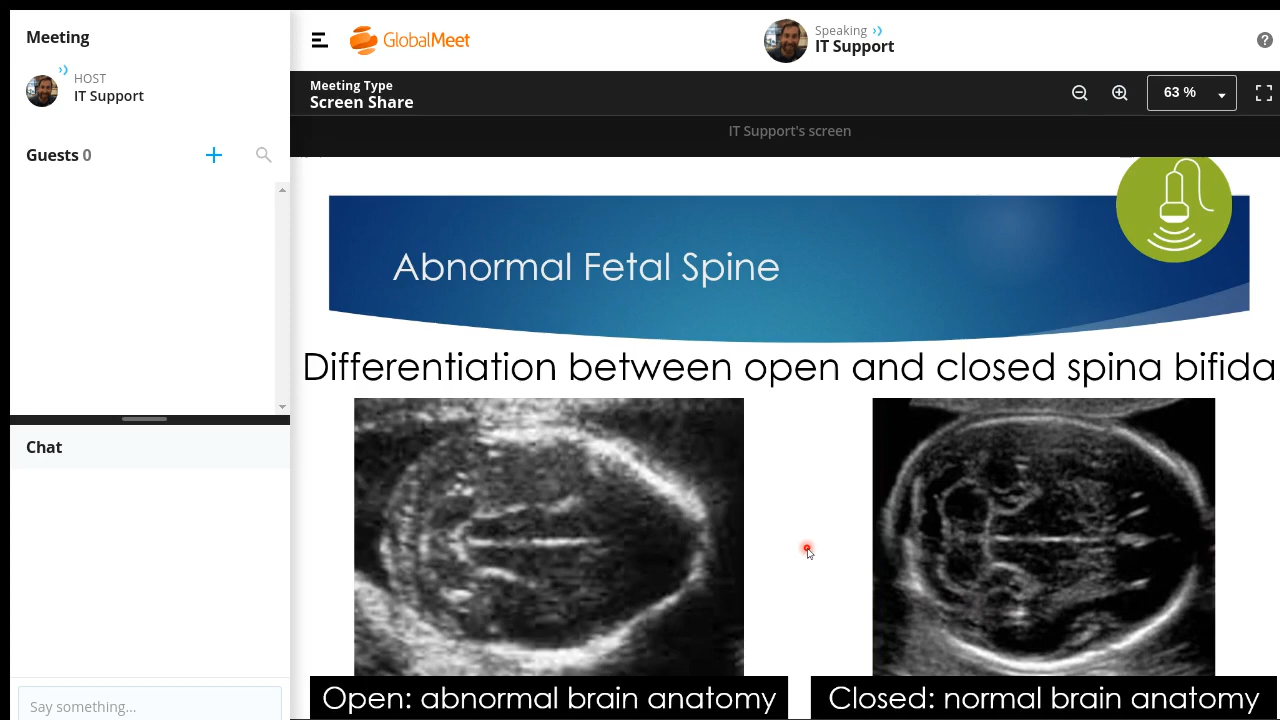 Meeting
HOST
IT Support
Guests 0
Chat
Say something...
GlobalMeet
Speaking
IT Support
Meeting Type
Screen Share
63 %
IT Support's screen
Abnormal Fetal Spine
Differentiation between open and closed spina bifida
Open: abnormal brain anatomy
Closed: normal brain anatomy